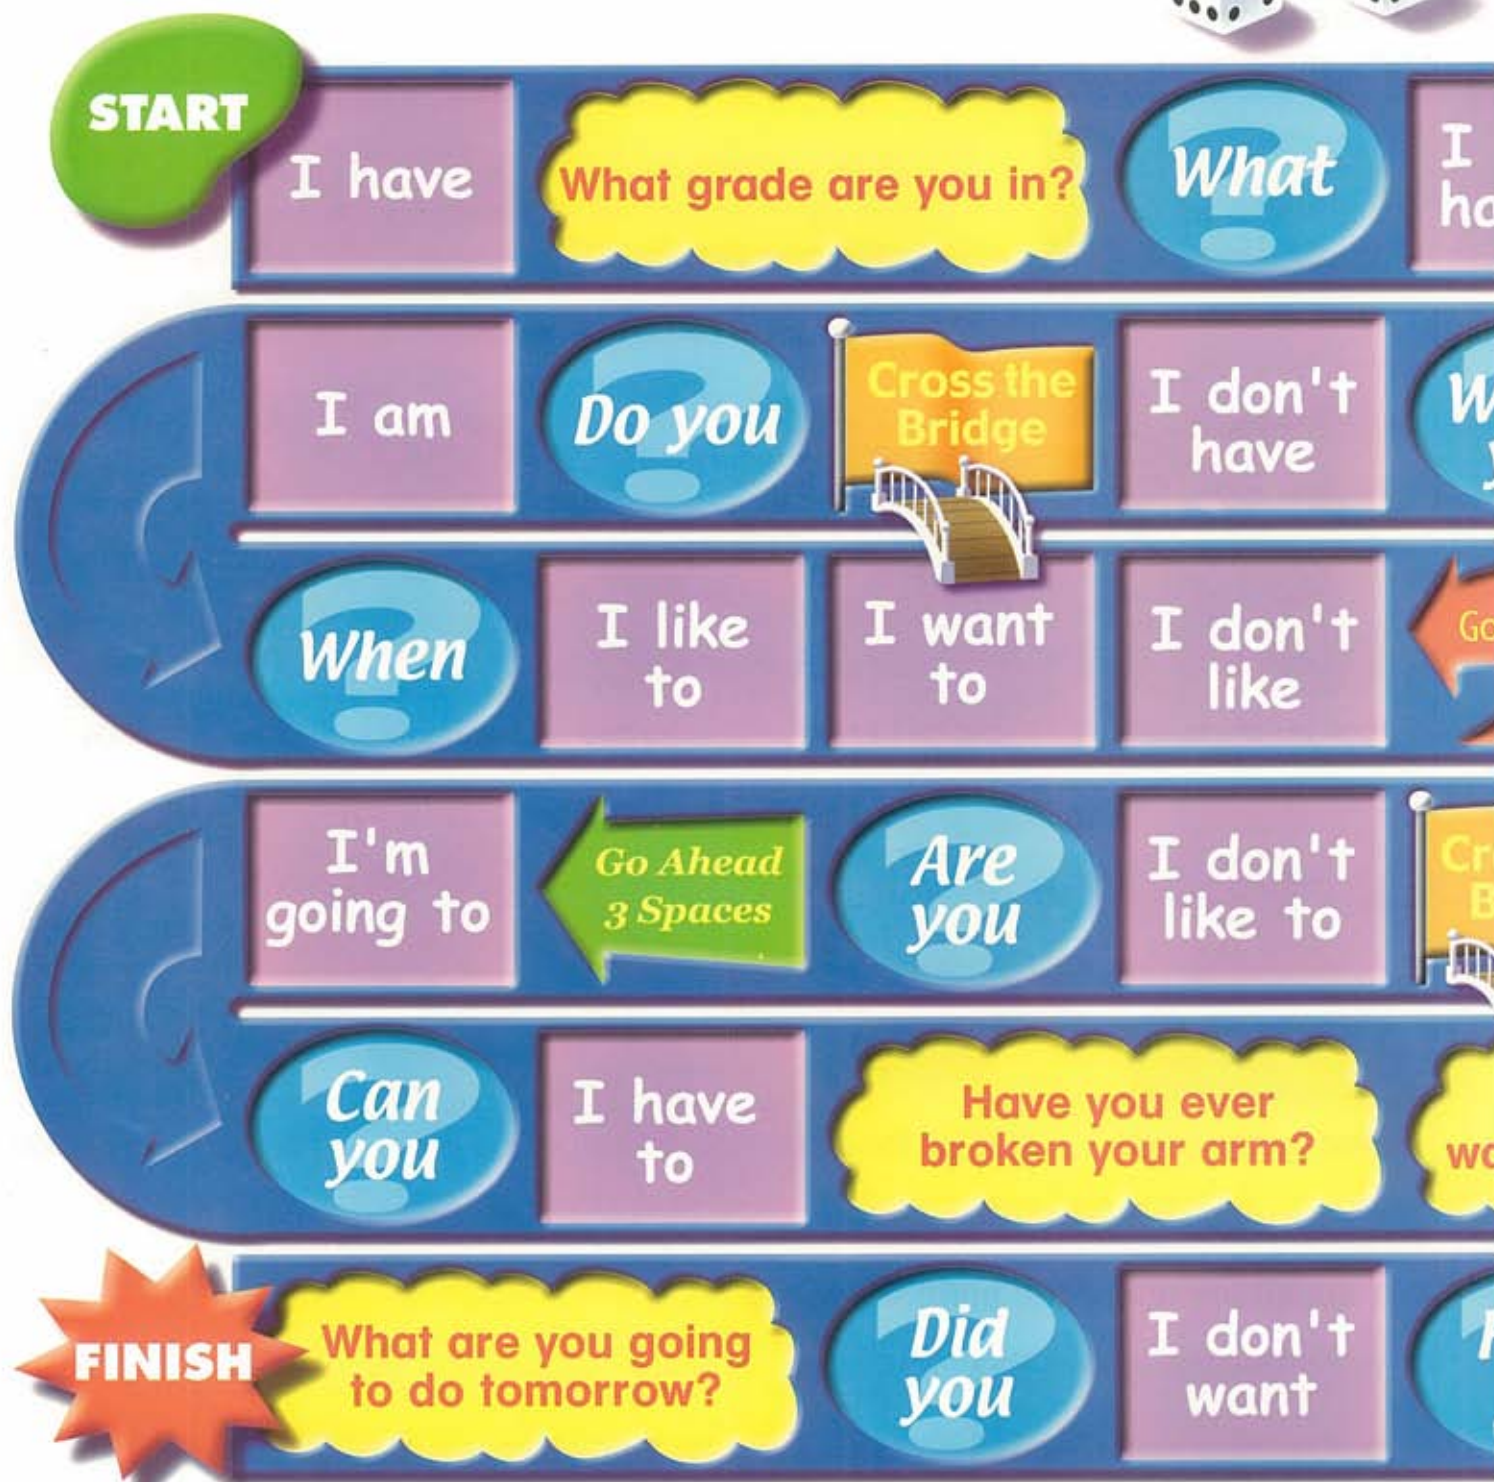 START
I have
What grade are you in?
What
I
I am
Do you
Cross the
Bridge
I don't
have
When
I like
to
I want
to
I don't
like
I'm
going to
Go Ahead
3 Spaces
Are
you
I don't
like to
Can
you
I have
to
Have you ever
broken your arm?
FINISH
What are you going
to do tomorrow?
Did
you
I don't
want